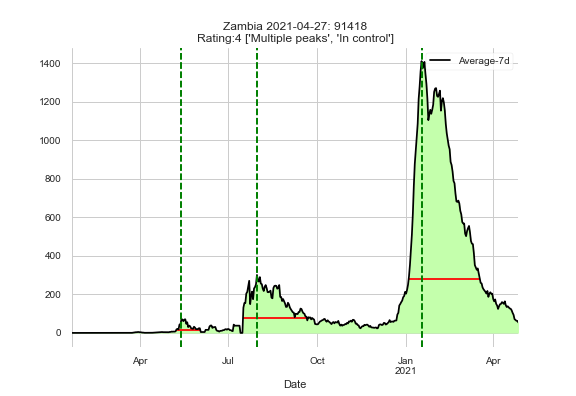 Zambia 2021-04-27: 91418
Rating:4 ['Multiple peaks', 'In control']
Average-7d
1400
1200
1000
800
600
400
200
0
Apr
Jul
Oct
Jan
2021
Apr
Date